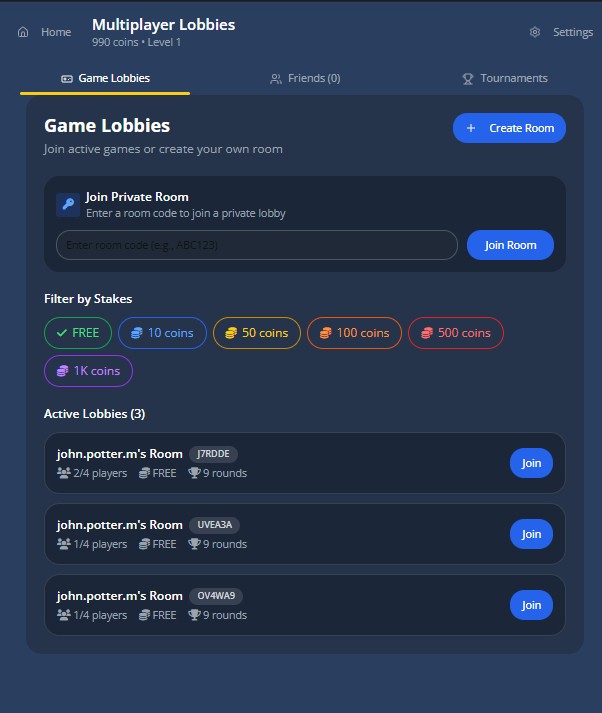 Home
Multiplayer Lobbies
990 coins • Level 1
Settings
Game Lobbies
Friends (0)
Tournaments
Game Lobbies
Join active games or create your own room
+ Create Room
Join Private Room
Enter a room code to join a private lobby
Enter room code (e.g., ABC123)
Join Room
Filter by Stakes
FREE
10 coins
50 coins
100 coins
500 coins
1K coins
Active Lobbies (3)
john.potter.m's Room J7RDDE
2/4 players FREE 9 rounds
Join
john.potter.m's Room UVEA3A
1/4 players FREE 9 rounds
Join
john.potter.m's Room OV4WA9
1/4 players FREE 9 rounds
Join